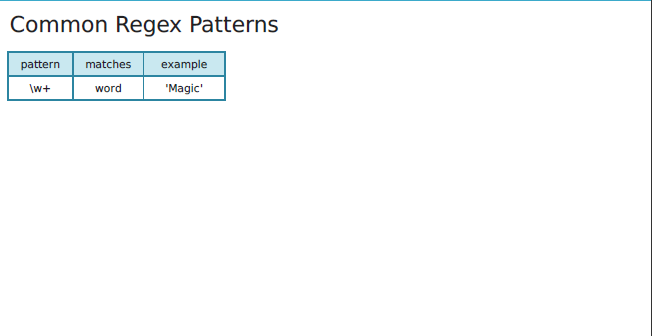 Common Regex Patterns
pattern matches example
\w+ word 'Magic'